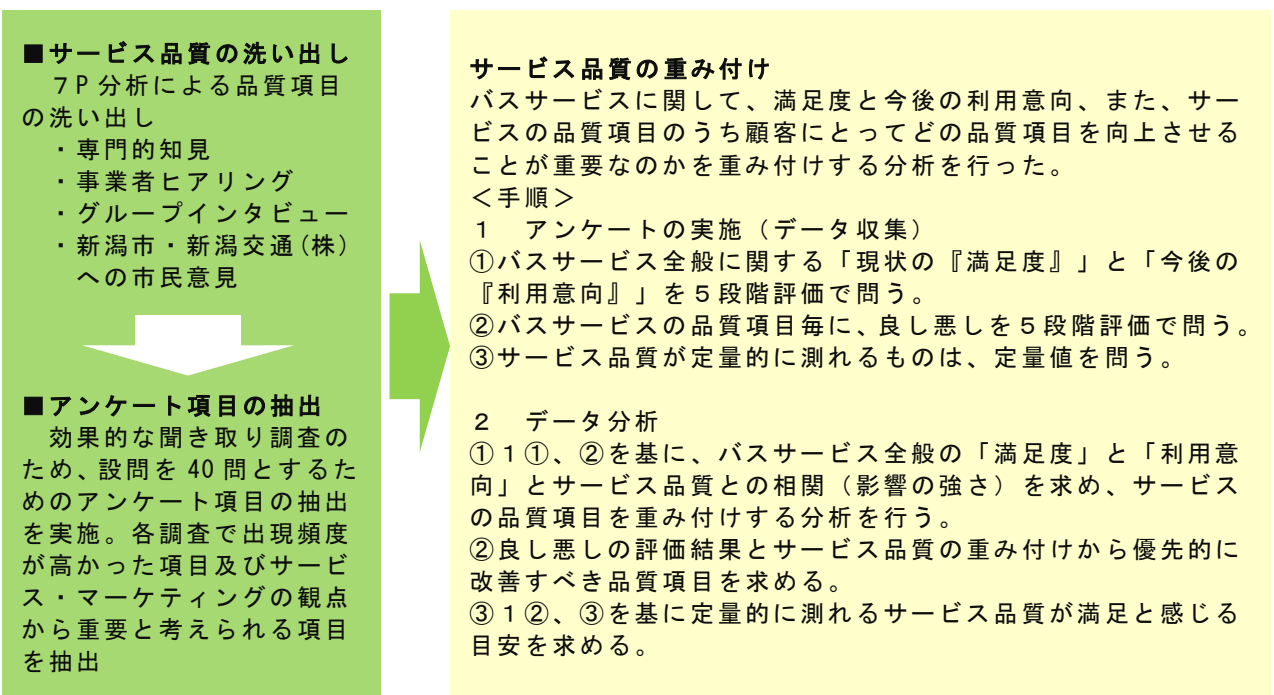 ■サービス品質の洗い出し
７P分析による品質項目
の洗い出し
・専門的知見
・事業者ヒアリング
・グループインタビュー
・新潟市・新潟交通(株)
への市民意見
■アンケート項目の抽出
効果的な聞き取り調査の
ため、設問を40問とするた
めのアンケート項目の抽出
を実施。各調査で出現頻度
が高かった項目及びサービ
ス・マーケティングの観点
から重要と考えられる項目
を抽出
サービス品質の重み付け
バスサービスに関して、満足度と今後の利用意向、また、サー
ビスの品質項目のうち顧客にとってどの品質項目を向上させる
ことが重要なのかを重み付けする分析を行った。
＜手順＞
１　アンケートの実施（データ収集）
①バスサービス全般に関する「現状の『満足度』」と「今後の
『利用意向』」を５段階評価で問う。
②バスサービスの品質項目毎に、良し悪しを５段階評価で問う。
③サービス品質が定量的に測れるものは、定量値を問う。
２　データ分析
①１①、②を基に、バスサービス全般の「満足度」と「利用意
向」とサービス品質との相関（影響の強さ）を求め、サービス
の品質項目を重み付けする分析を行う。
②良し悪しの評価結果とサービス品質の重み付けから優先的に
改善すべき品質項目を求める。
③１②、③を基に定量的に測れるサービス品質が満足と感じる
目安を求める。